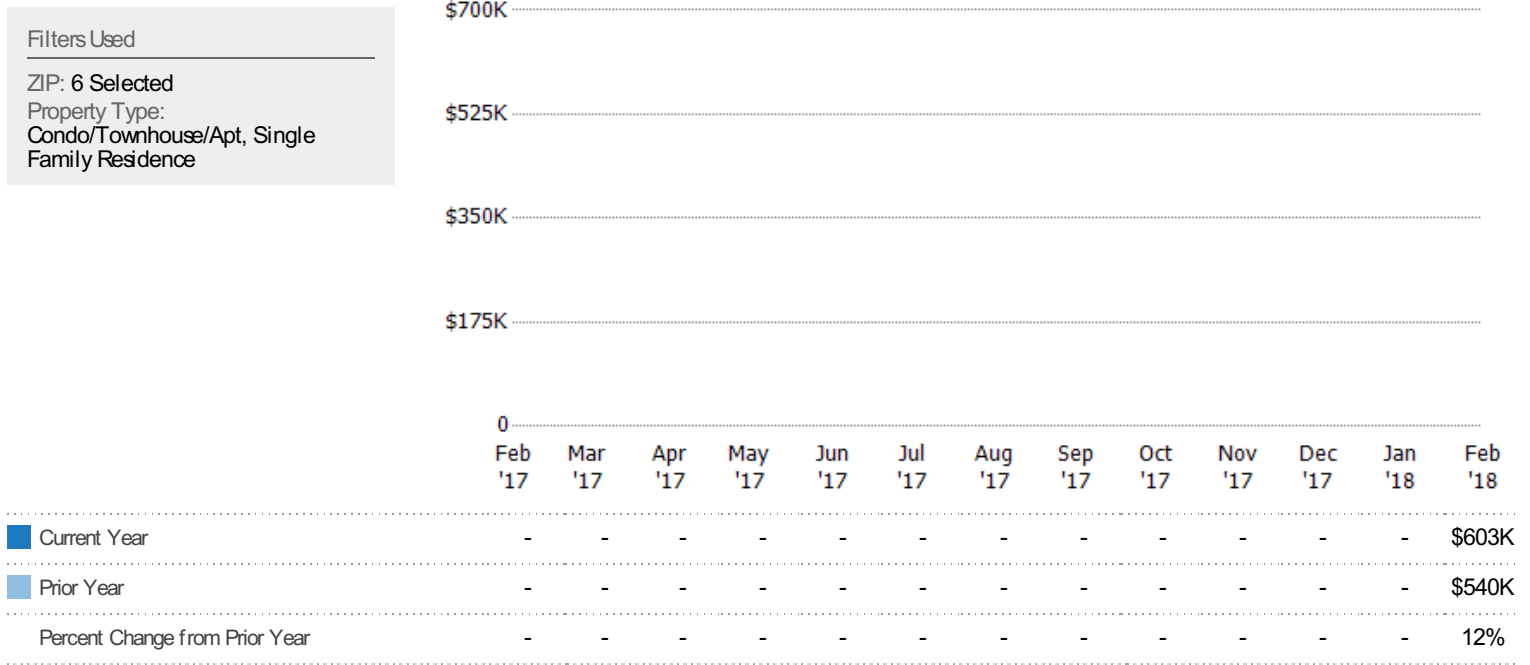 Filters Used
ZIP: 6 Selected
Property Type:
Condo/Townhouse/Apt, Single
Family Residence
$700K
$525K
$350K
$175K
0
Feb Mar Apr May Jun Jul Aug Sep Oct Nov Dec Jan Feb
'17 '17 '17 '17 '17 '17 '17 '17 '17 '17 '17 '18 '18
Current Year - - - - - - - - - - - - $603K
Prior Year - - - - - - - - - - - - $540K
Percent Change from Prior Year - - - - - - - - - - - - 12%